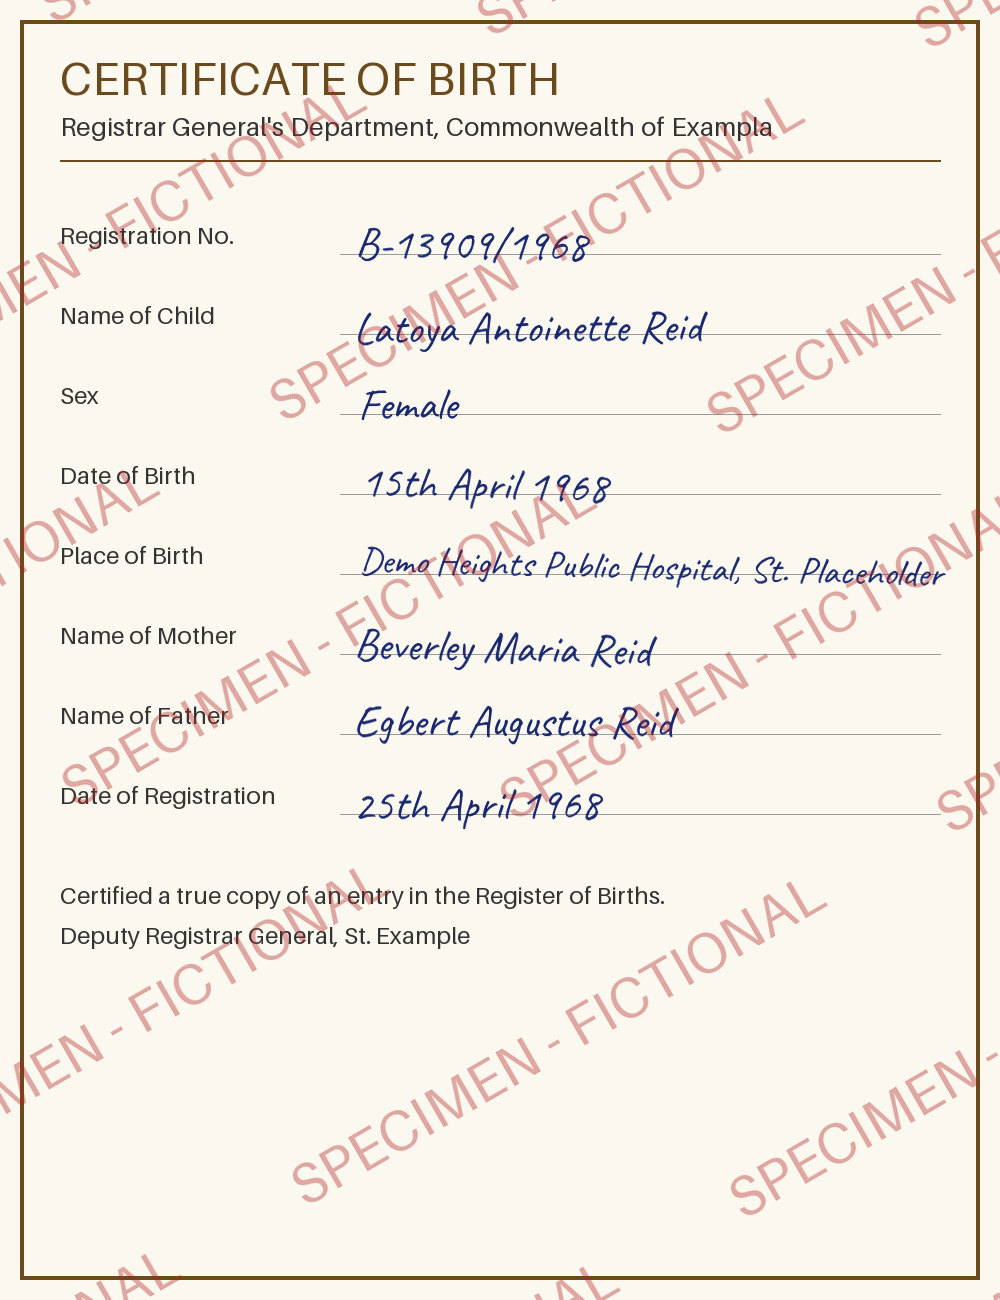 CERTIFICATE OF BIRTH
Registrar General's Department, Commonwealth of Exampla
Registration No. B-13909/1968
Name of Child Latoya Antoinette Reid
Sex Female
Date of Birth 15th April 1968
Place of Birth Demo Heights Public Hospital, St. Placeholder
Name of Mother Beverley Maria Reid
Name of Father Egbert Augustus Reid
Date of Registration 25th April 1968
Certified a true copy of an entry in the Register of Births.
Deputy Registrar General, St. Example
SPECIMEN - FICTIONAL